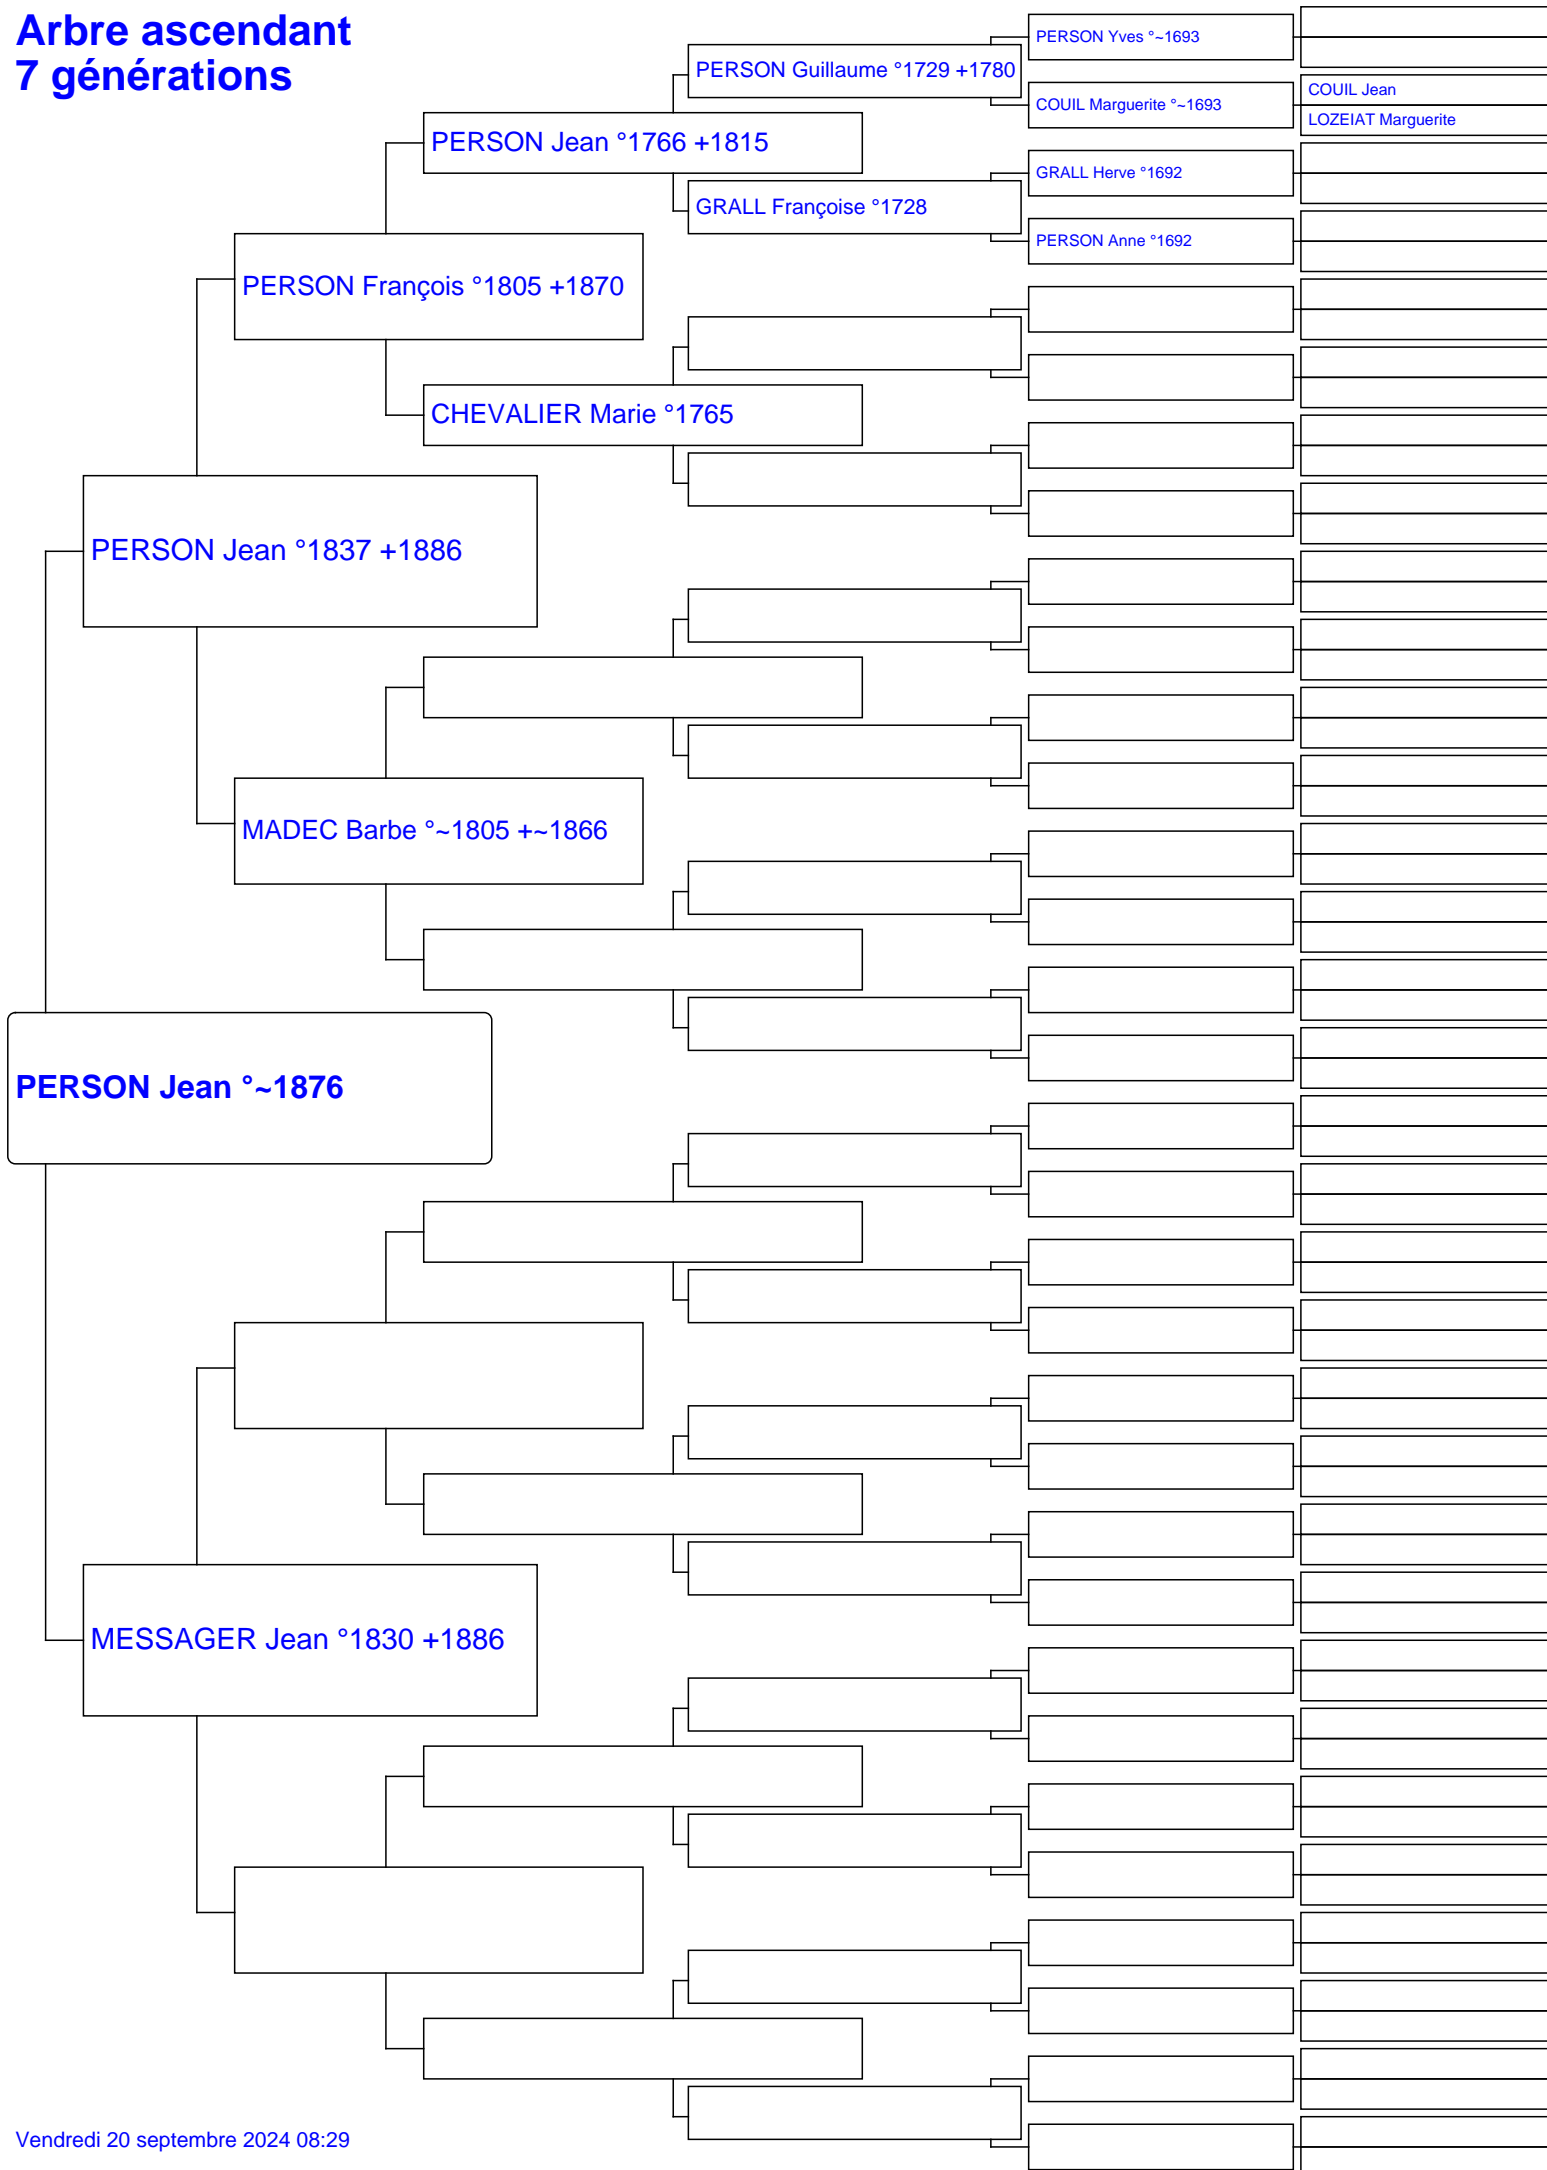 Arbre ascendant
7 générations
PERSON Yves °~1693
PERSON Guillaume °1729 +1780
COUIL Jean
COUIL Marguerite °~1693
LOZEIAT Marguerite
PERSON Jean °1766 +1815
GRALL Herve °1692
GRALL Françoise °1728
PERSON Anne °1692
PERSON François °1805 +1870
CHEVALIER Marie °1765
PERSON Jean °1837 +1886
MADEC Barbe °~1805 +~1866
PERSON Jean °~1876
MESSAGER Jean °1830 +1886
Vendredi 20 septembre 2024 08:29